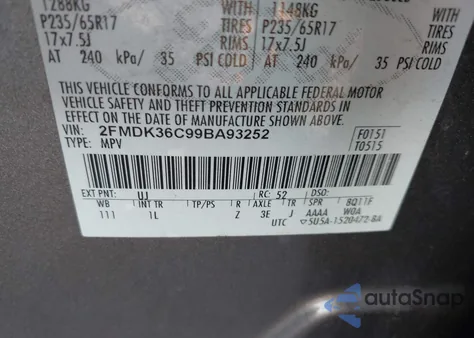 1288KG 1148KG
P235/65R17 TIRES P235/65R17
17x7.5J RIMS 17x7.5J
AT 240 kPa/ 35 PSI COLD AT 240 kPa/ 35 PSI COLD
THIS VEHICLE CONFORMS TO ALL APPLICABLE FEDERAL MOTOR
VEHICLE SAFETY AND THEFT PREVENTION STANDARDS IN
EFFECT ON THE DATE OF MANUFACTURE SHOWN ABOVE.
VIN: 2FMDK36C99BA93252 F0151
TYPE: MPV T0515
EXT PNT: UJ RC: 52 DSO:
WB INT TR TP/PS R AXLE TR SPR BQ11F
111 1L Z 3E J AAAA W0A
UTC ▽5U5A-1520472-BA
autoSnap